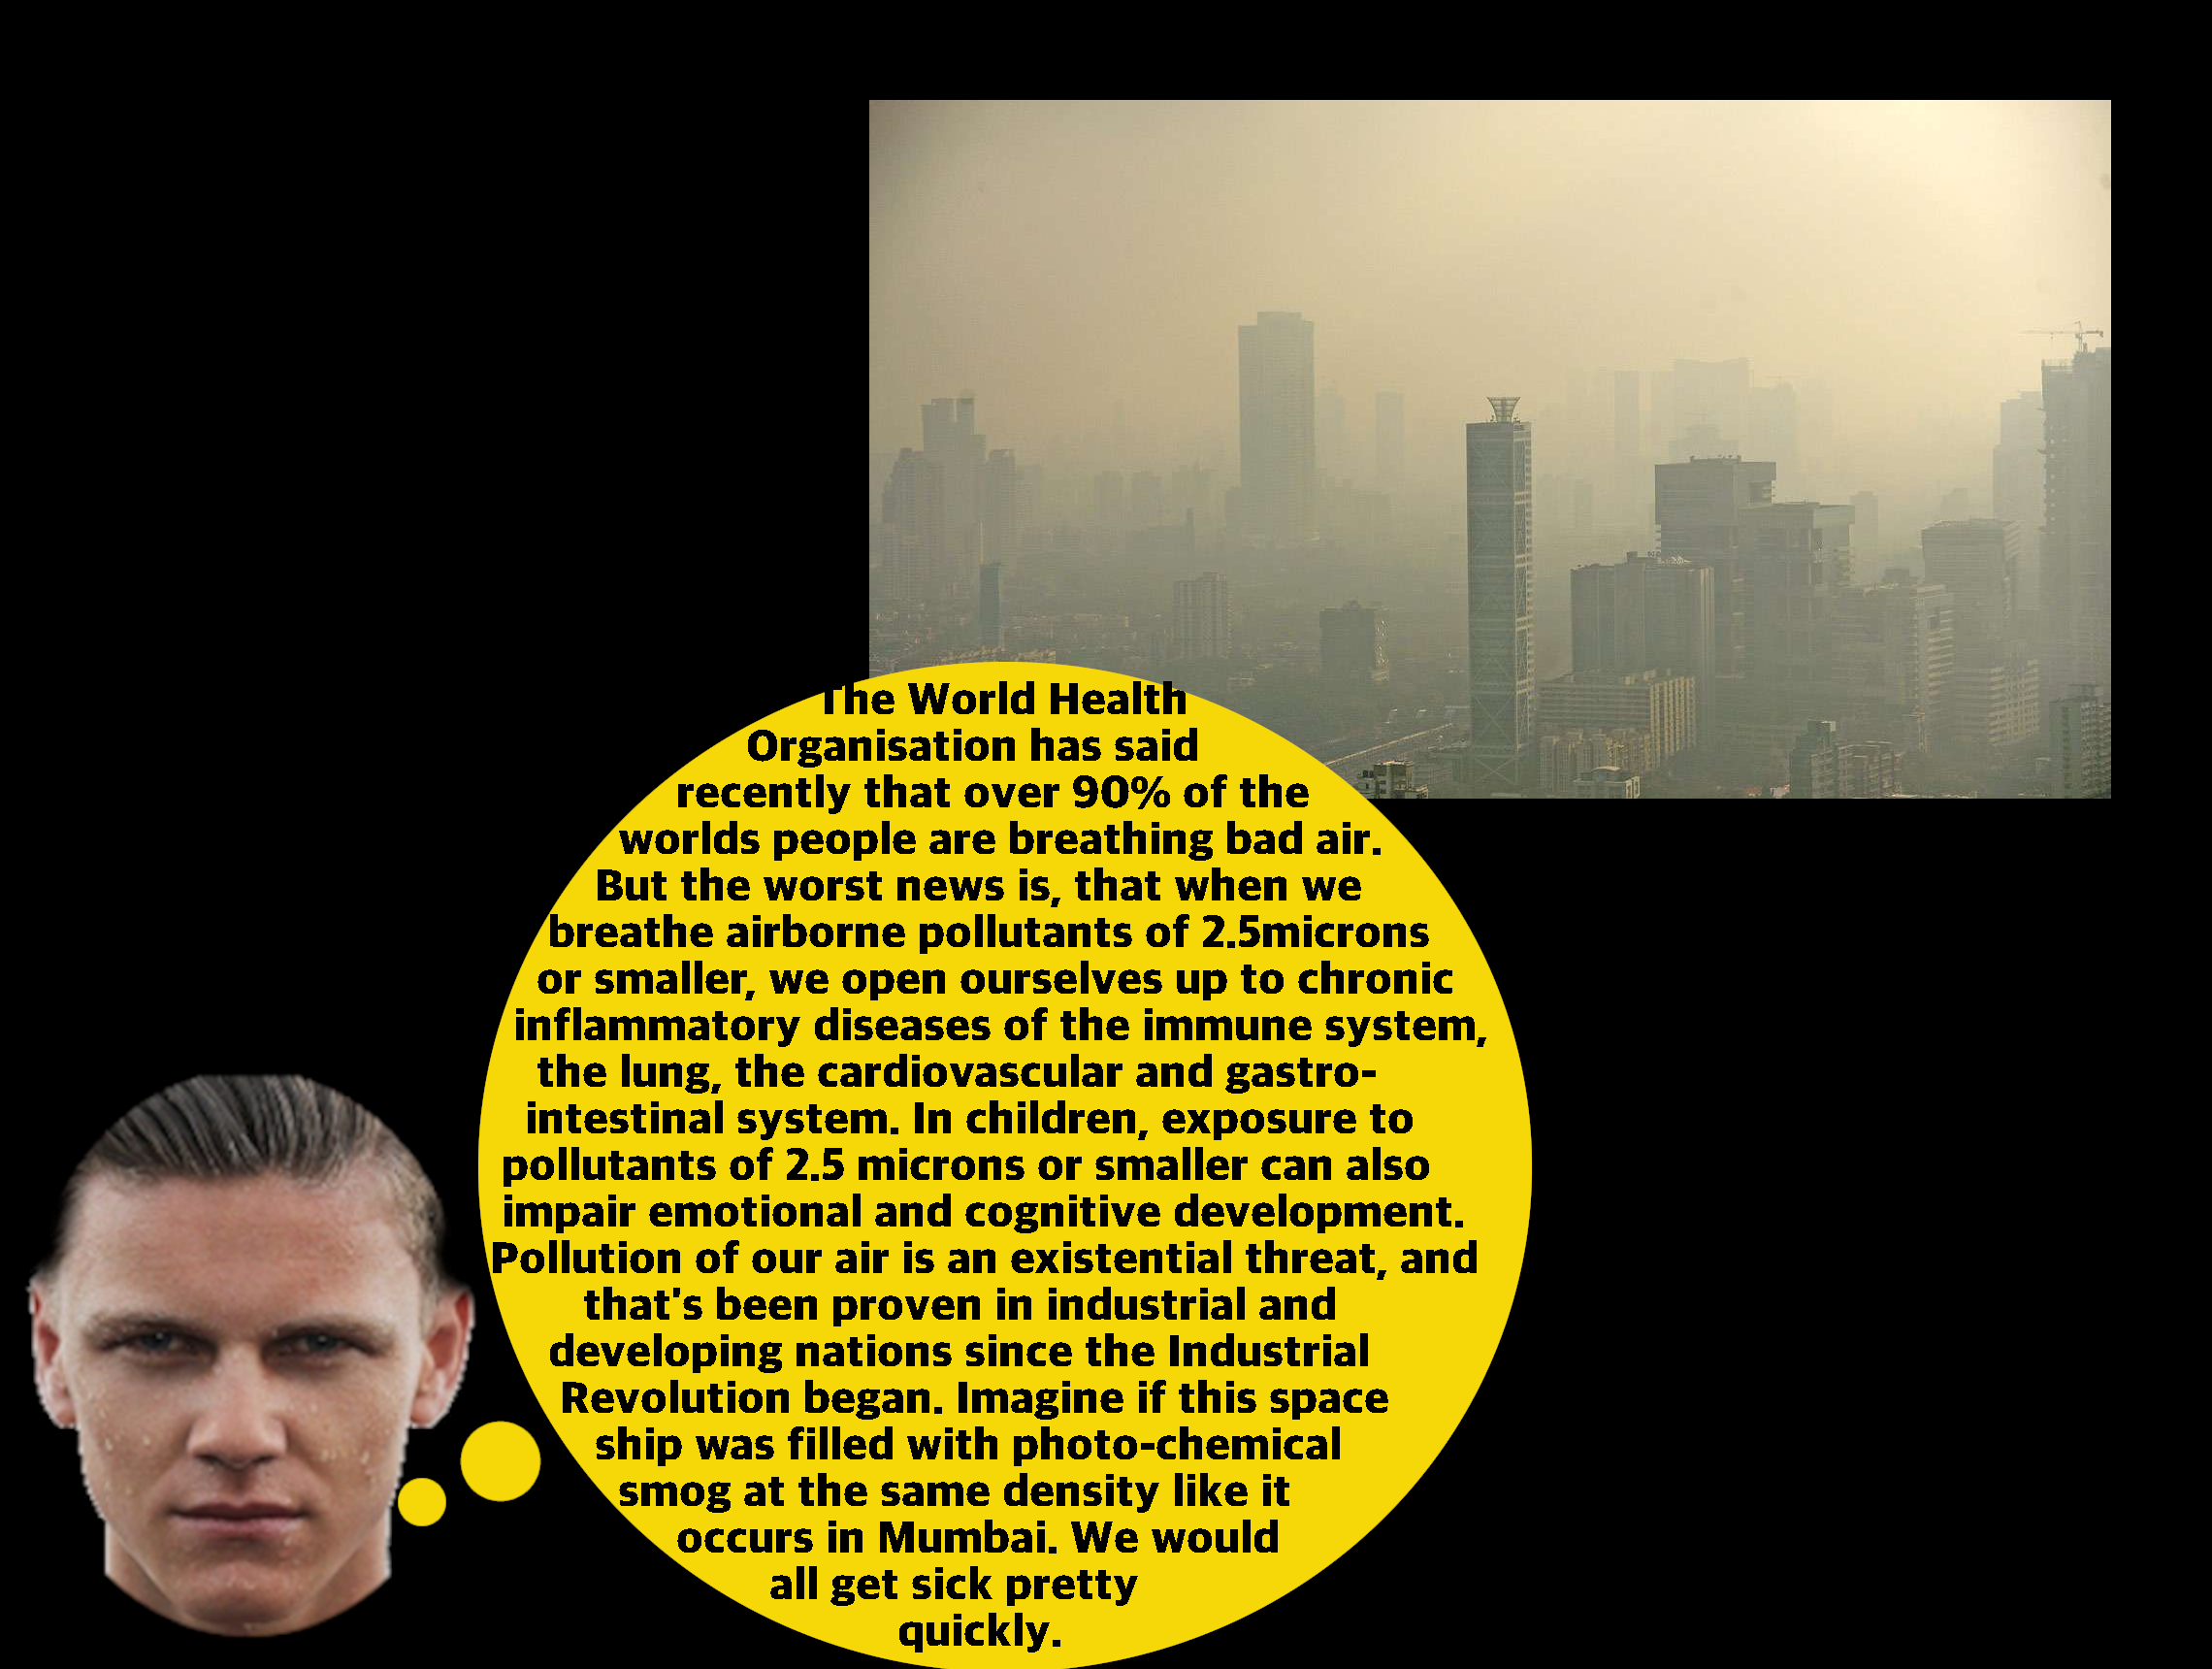 The World Health
Organisation has said
recently that over 90% of the
worlds people are breathing bad air.
But the worst news is, that when we
breathe airborne pollutants of 2.5microns
or smaller, we open ourselves up to chronic
inflammatory diseases of the immune system,
the lung, the cardiovascular and gastro-
intestinal system. In children, exposure to
pollutants of 2.5 microns or smaller can also
impair emotional and cognitive development.
Pollution of our air is an existential threat, and
that's been proven in industrial and
developing nations since the Industrial
Revolution began. Imagine if this space
ship was filled with photo-chemical
smog at the same density like it
occurs in Mumbai. We would
all get sick pretty
quickly.